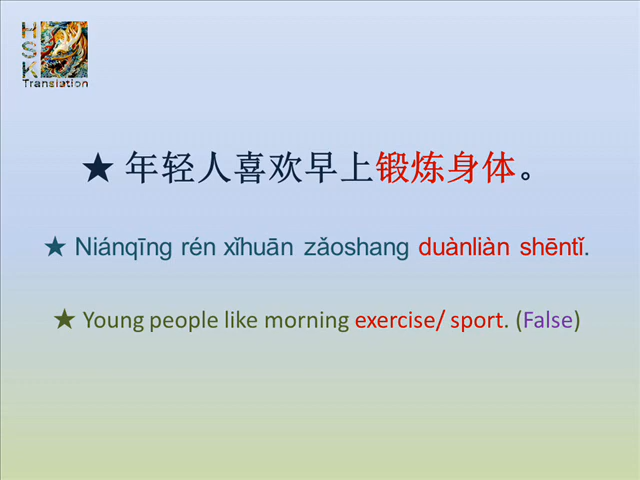 HSK
Translation
★ 年轻人喜欢早上锻炼身体。
★ Niánqīng rén xǐhuān zǎoshang duànliàn shēntǐ.
★ Young people like morning exercise/ sport. (False)